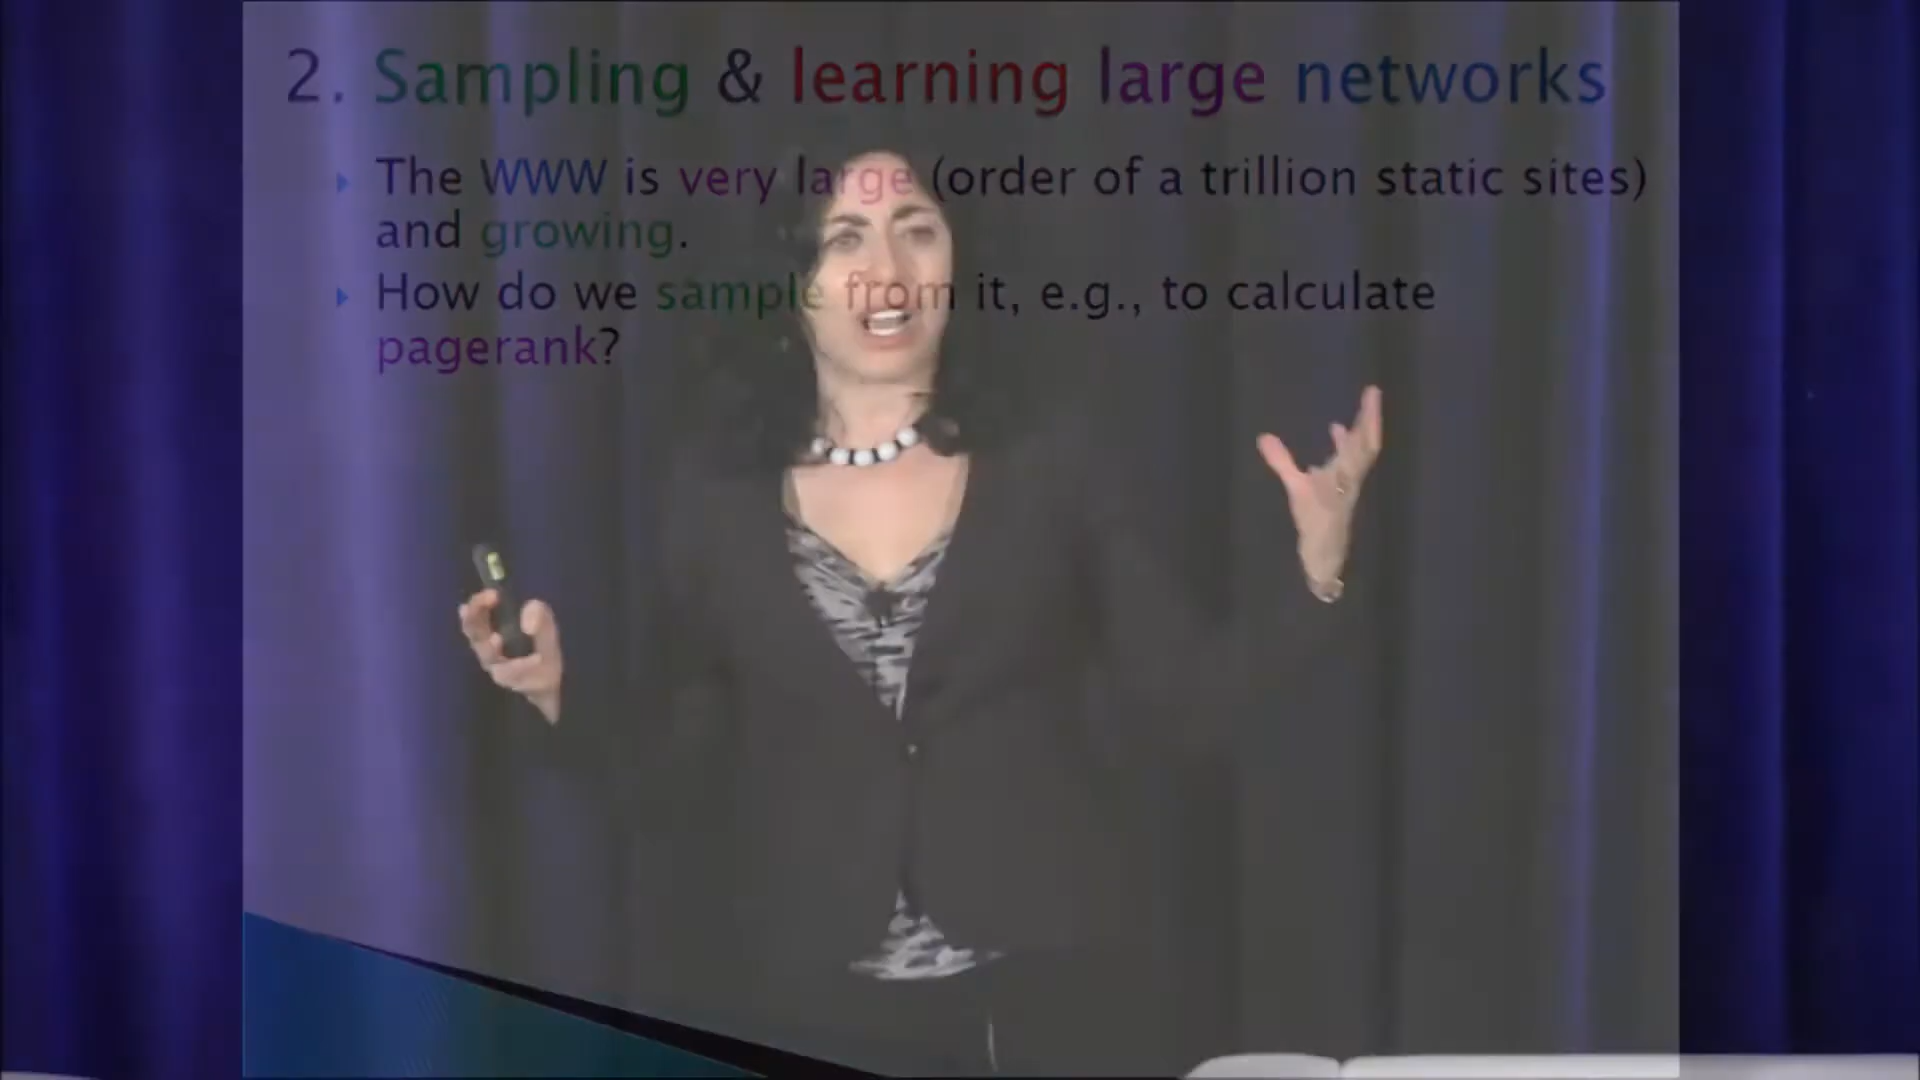 2. Sampling & learning large networks
The WWW is very large (order of a trillion static sites)
and growing.
How do we sample from it, e.g., to calculate
pagerank?